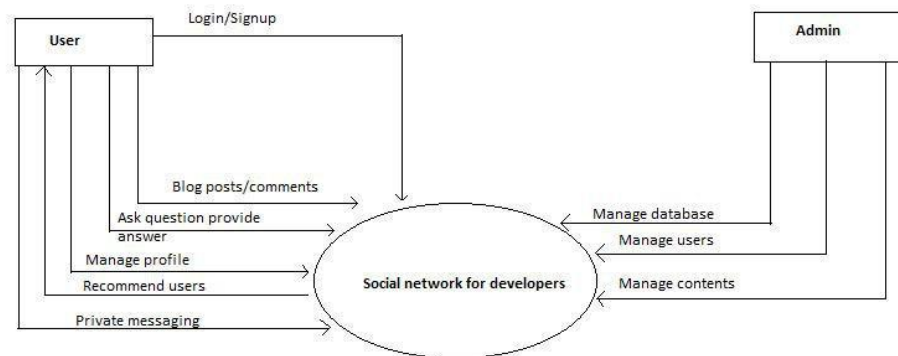 Login/Signup
User
Admin
Blog posts/comments
Ask question provide
answer
Manage profile
Recommend users
Private messaging
Manage database
Manage users
Manage contents
Social network for developers